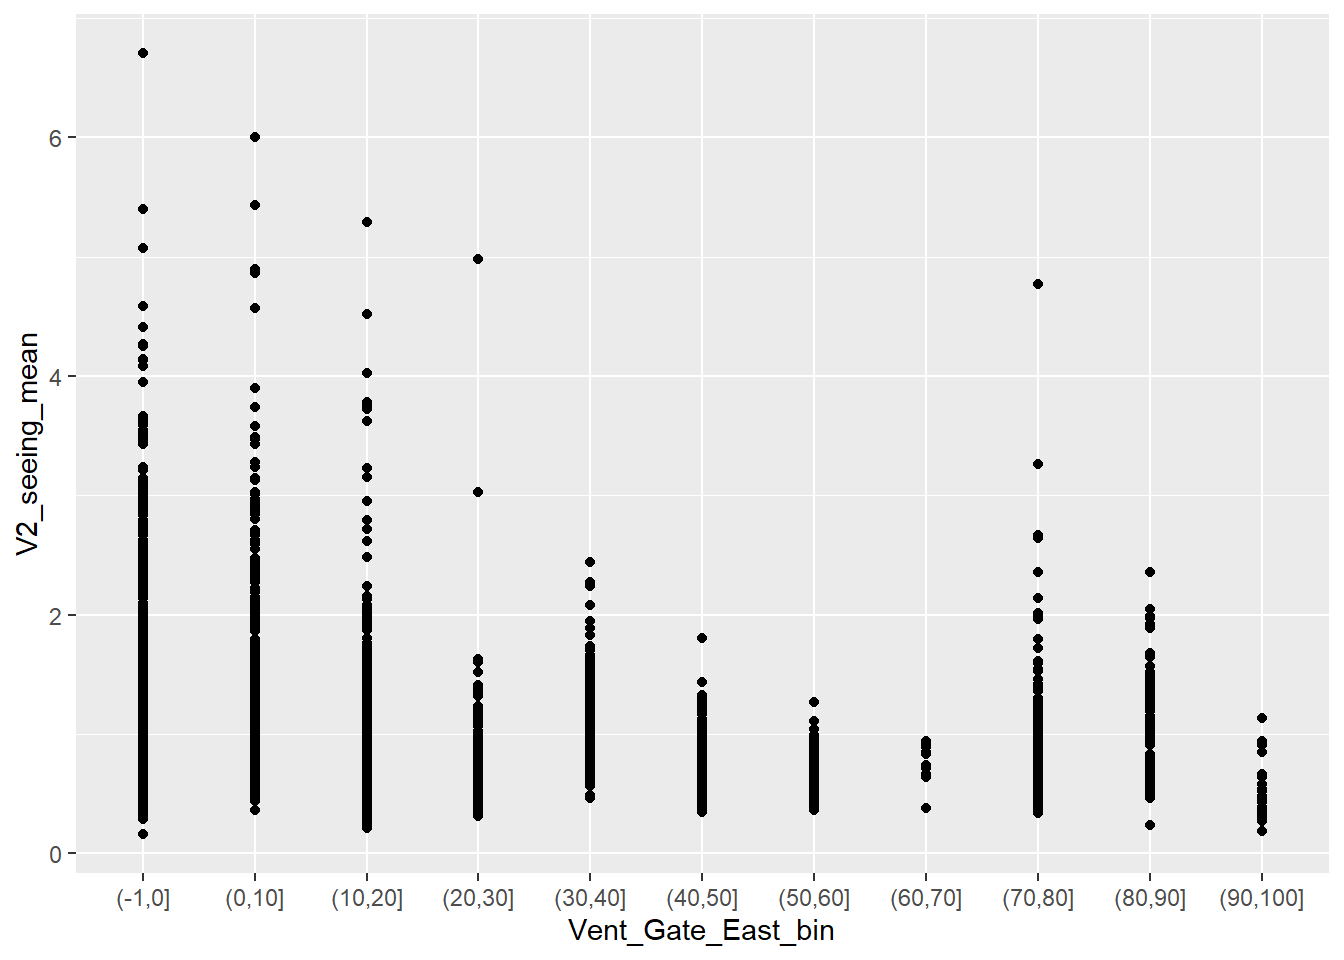 V2_seeing_mean
6
4
2
0
(-1,0] (0,10] (10,20] (20,30] (30,40] (40,50] (50,60] (60,70] (70,80] (80,90] (90,100]
Vent_Gate_East_bin